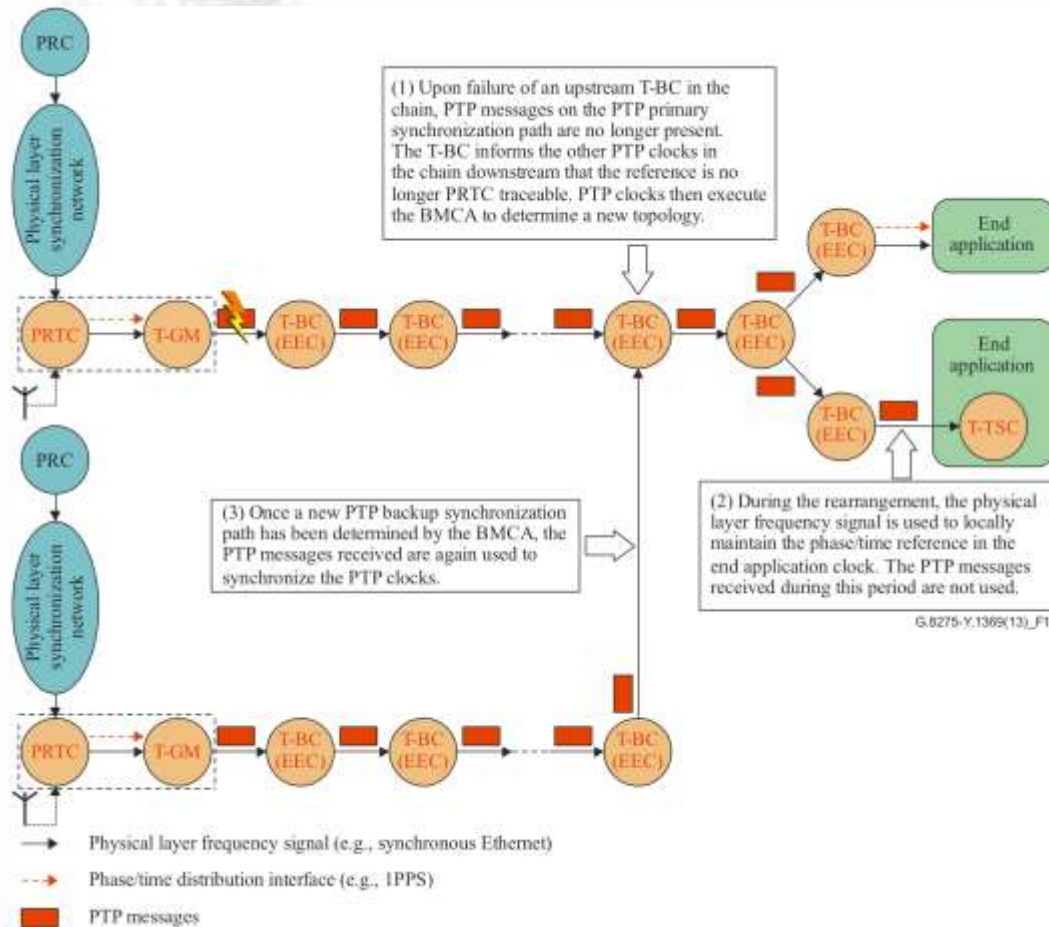 PRC
Physical layer
synchronization
network
PRTC
T-GM
T-BC
(EEC)
T-BC
(EEC)
(1) Upon failure of an upstream T-BC in the
chain, PTP messages on the PTP primary
synchronization path are no longer present.
The T-BC informs the other PTP clocks in
the chain downstream that the reference is no
longer PRTC traceable. PTP clocks then execute
the BMCA to determine a new topology.
T-BC
(EEC)
T-BC
(EEC)
T-BC
(EEC)
End
application
T-BC
(EEC)
End
application
T-TSC
PRC
Physical layer
synchronization
network
(3) Once a new PTP backup synchronization
path has been determined by the BMCA, the
PTP messages received are again used to
synchronize the PTP clocks.
(2) During the rearrangement, the physical
layer frequency signal is used to locally
maintain the phase/time reference in the
end application clock. The PTP messages
received during this period are not used.
G.8275-Y.1369(13)_F1
PRTC
T-GM
T-BC
(EEC)
T-BC
(EEC)
T-BC
(EEC)
Physical layer frequency signal (e.g., synchronous Ethernet)
Phase/time distribution interface (e.g., 1PPS)
PTP messages